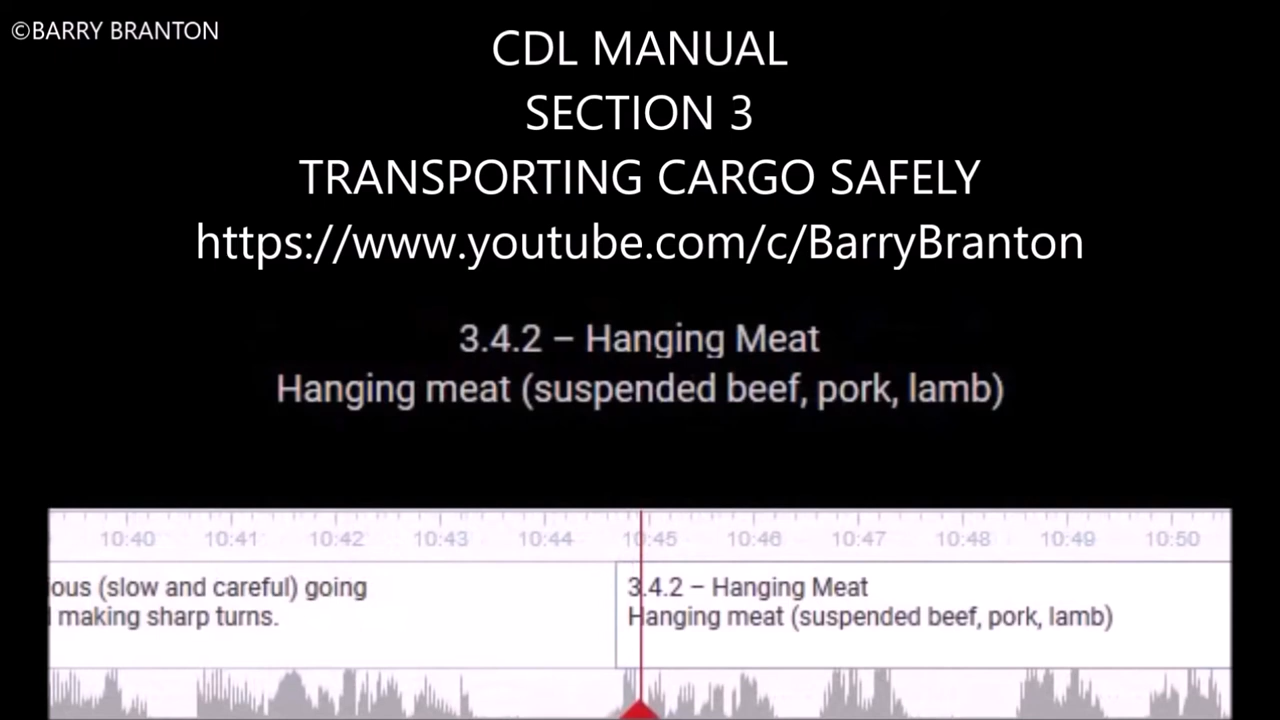 ©BARRY BRANTON
CDL MANUAL
SECTION 3
TRANSPORTING CARGO SAFELY
https://www.youtube.com/c/BarryBranton
3.4.2 – Hanging Meat
Hanging meat (suspended beef, pork, lamb)
10:40 10:41 10:42 10:43 10:44 10:45 10:46 10:47 10:48 10:49 10:50
ous (slow and careful) going
making sharp turns.
3.4.2 – Hanging Meat
Hanging meat (suspended beef, pork, lamb)